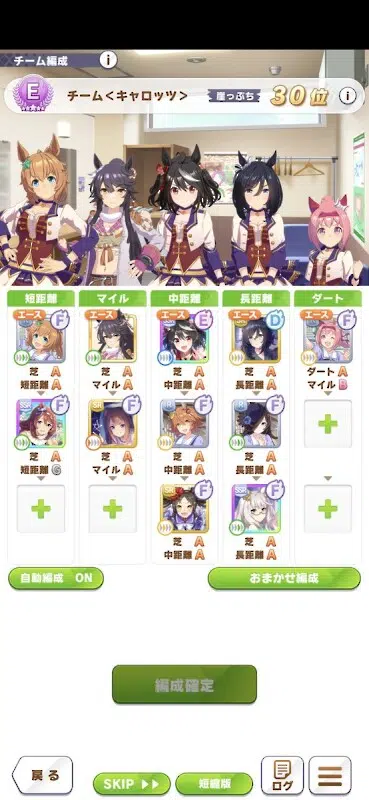 チーム編成 i
E チーム<キャロッツ> 崖っぷち 30位 i
短距離 マイル 中距離 長距離 ダート
エース F エース F エース E エース D エース F
芝 A 芝 A 芝 A 芝 A ダート A
短距離 A マイル A 中距離 A 長距離 A マイル B
SSR F F F F
芝 A 芝 A 芝 A 芝 A
短距離 G マイル A 中距離 A 長距離 A
F SSR F
芝 A 芝 A
中距離 A 長距離 A
自動編成 ON おまかせ編成
編成確定
戻る SKIP 短縮版 ログ